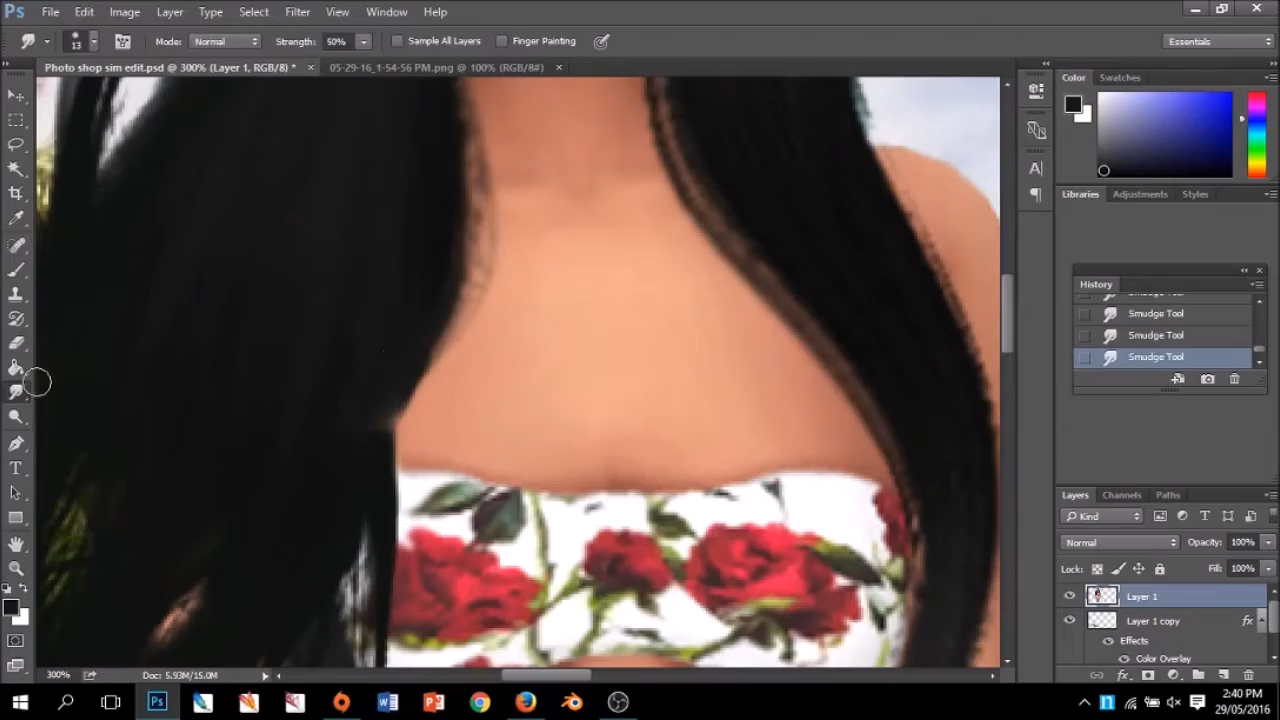 Ps File Edit Image Layer Type Select Filter View Window Help
13 Mode: Normal Strength: 50% Sample All Layers Finger Painting Essentials
Photo shop sim edit.psd @ 300% (Layer 1, RGB/8) * × 05-29-16_1-54-56 PM.png @ 100% (RGB/8#) ×
Color Swatches
Libraries Adjustments Styles
History
Smudge Tool
Smudge Tool
Smudge Tool
Layers Channels Paths
Kind
Normal Opacity: 100%
Lock: Fill: 100%
Layer 1
Layer 1 copy fx
Effects
Color Overlay
300% Doc: 5.93M/15.0M
2:40 PM
29/05/2016